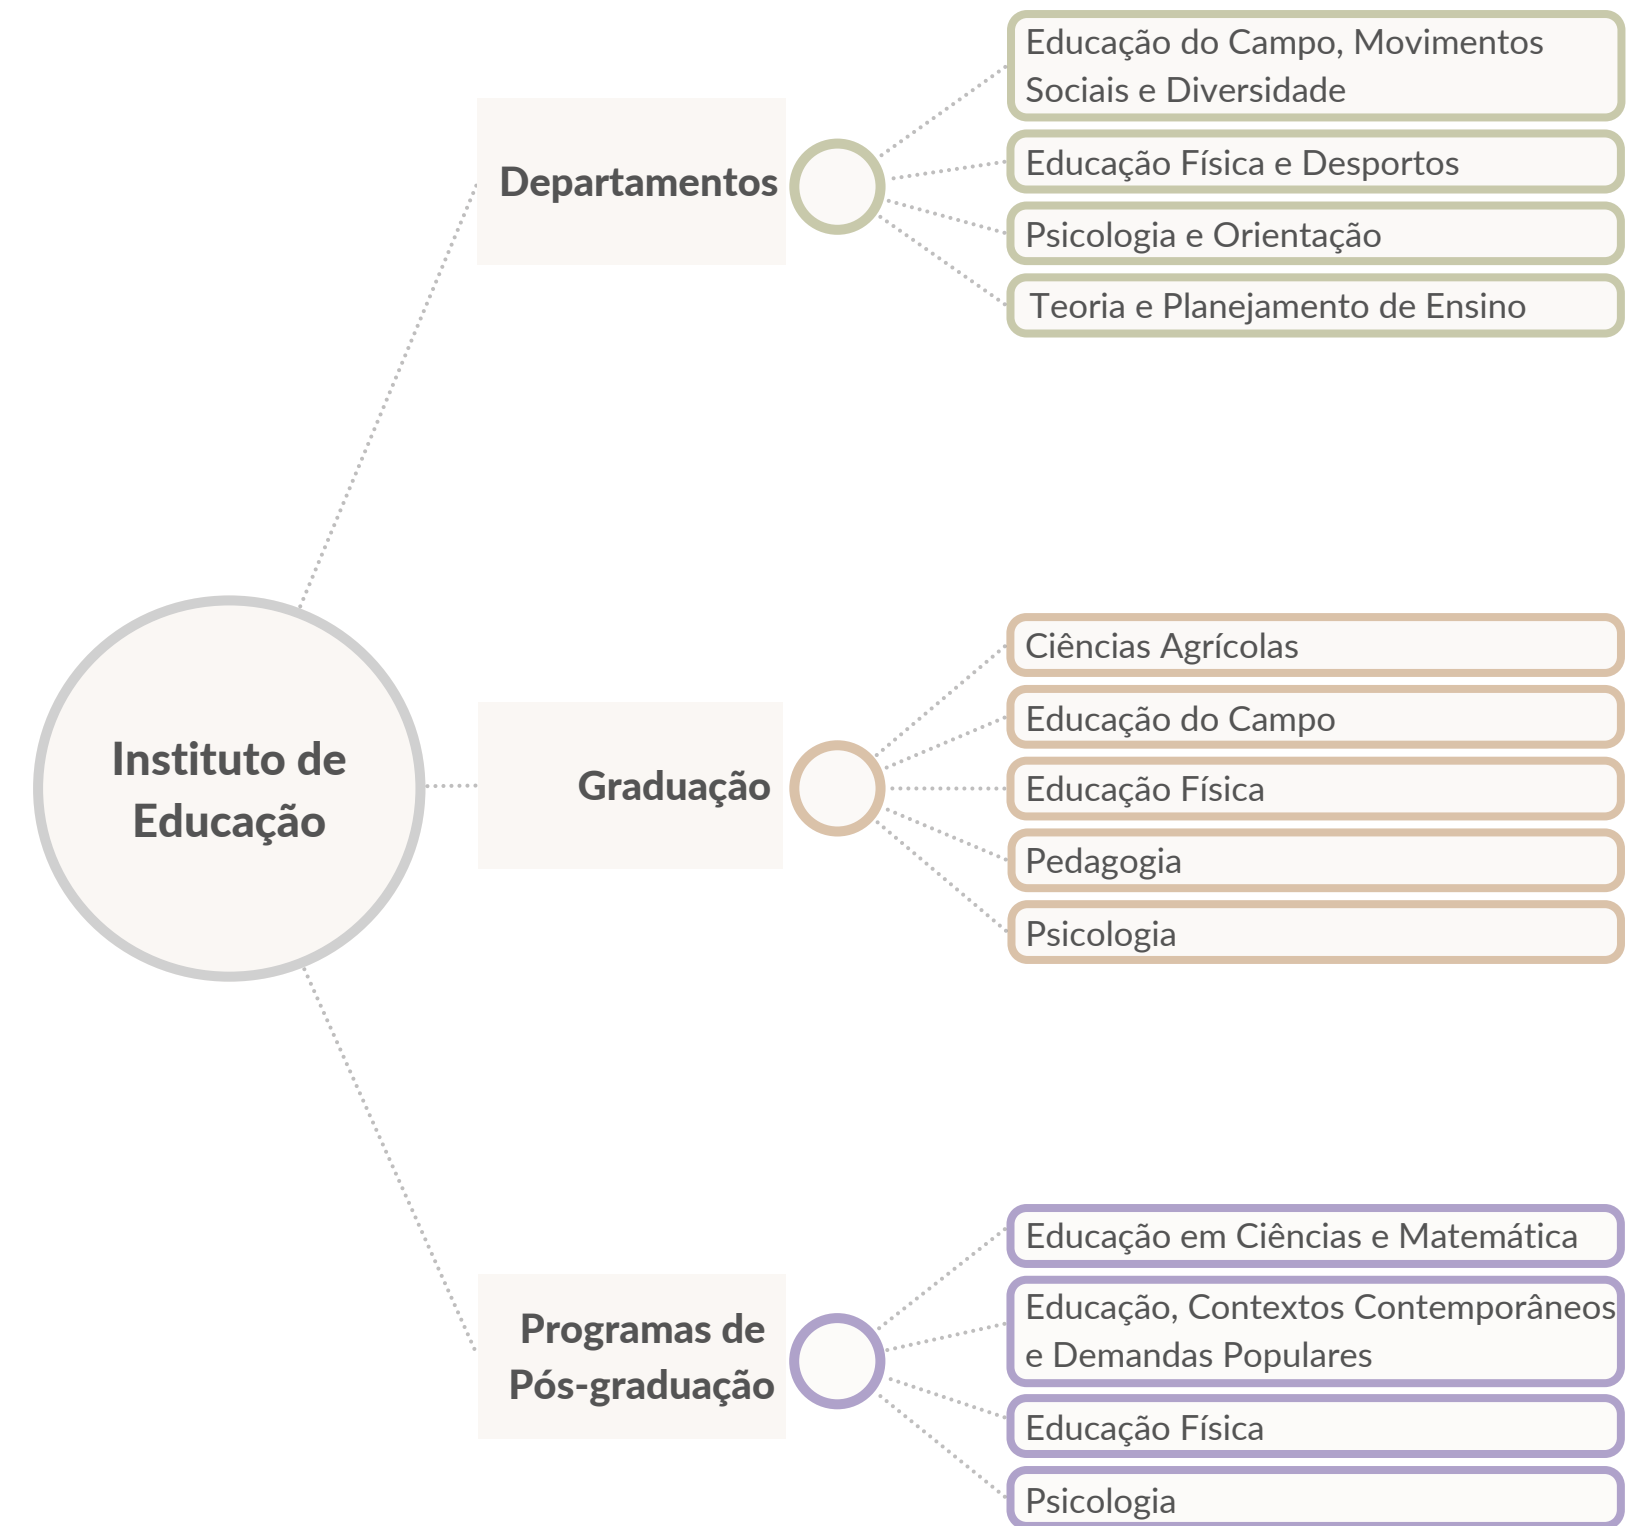 Instituto de
Educação
Departamentos
Educação do Campo, Movimentos
Sociais e Diversidade
Educação Física e Desportos
Psicologia e Orientação
Teoria e Planejamento de Ensino
Graduação
Ciências Agrícolas
Educação do Campo
Educação Física
Pedagogia
Psicologia
Programas de
Pós-graduação
Educação em Ciências e Matemática
Educação, Contextos Contemporâneos
e Demandas Populares
Educação Física
Psicologia